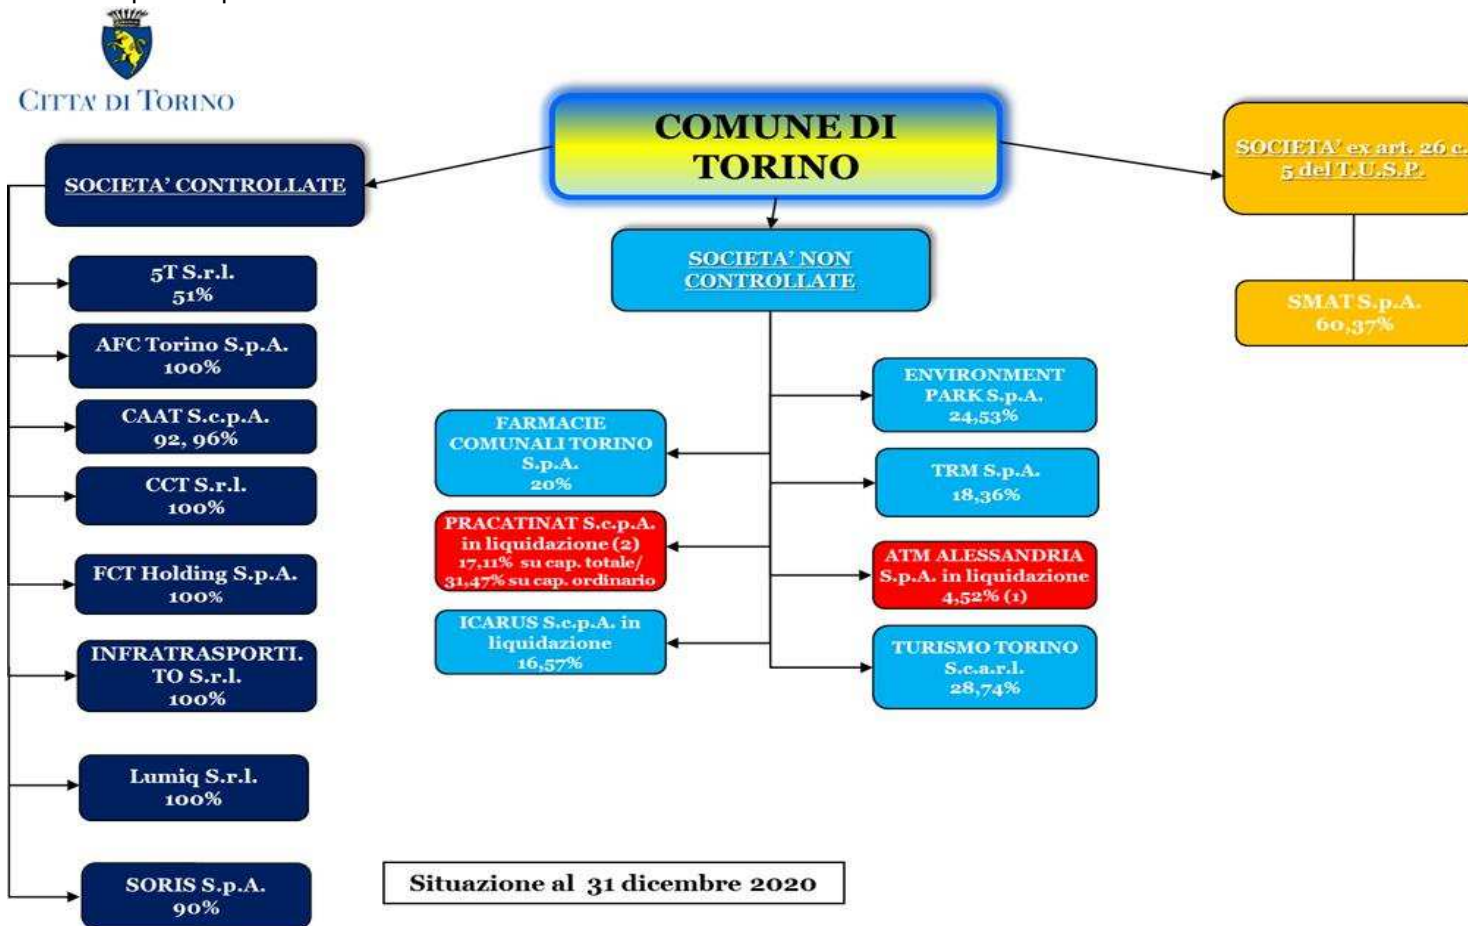 CITTA' DI TORINO
COMUNE DI
TORINO
SOCIETA' CONTROLLATE
5T S.r.l.
51%
AFC Torino S.p.A.
100%
CAAT S.c.p.A.
92, 96%
CCT S.r.l.
100%
FCT Holding S.p.A.
100%
INFRATRASPORTI.
TO S.r.l.
100%
Lumiq S.r.l.
100%
SORIS S.p.A.
90%
SOCIETA' NON
CONTROLLATE
FARMACIE
COMUNALI TORINO
S.p.A.
20%
PRACATINAT S.c.p.A.
in liquidazione (2)
17,11% su cap. totale/
31,47% su cap. ordinario
ICARUS S.c.p.A. in
liquidazione
16,57%
ENVIRONMENT
PARK S.p.A.
24,53%
TRM S.p.A.
18,36%
ATM ALESSANDRIA
S.p.A. in liquidazione
4,52% (1)
TURISMO TORINO
S.c.a.r.l.
28,74%
SOCIETA' ex art. 26 c.
5 del T.U.S.P.
SMAT S.p.A.
60,37%
Situazione al 31 dicembre 2020